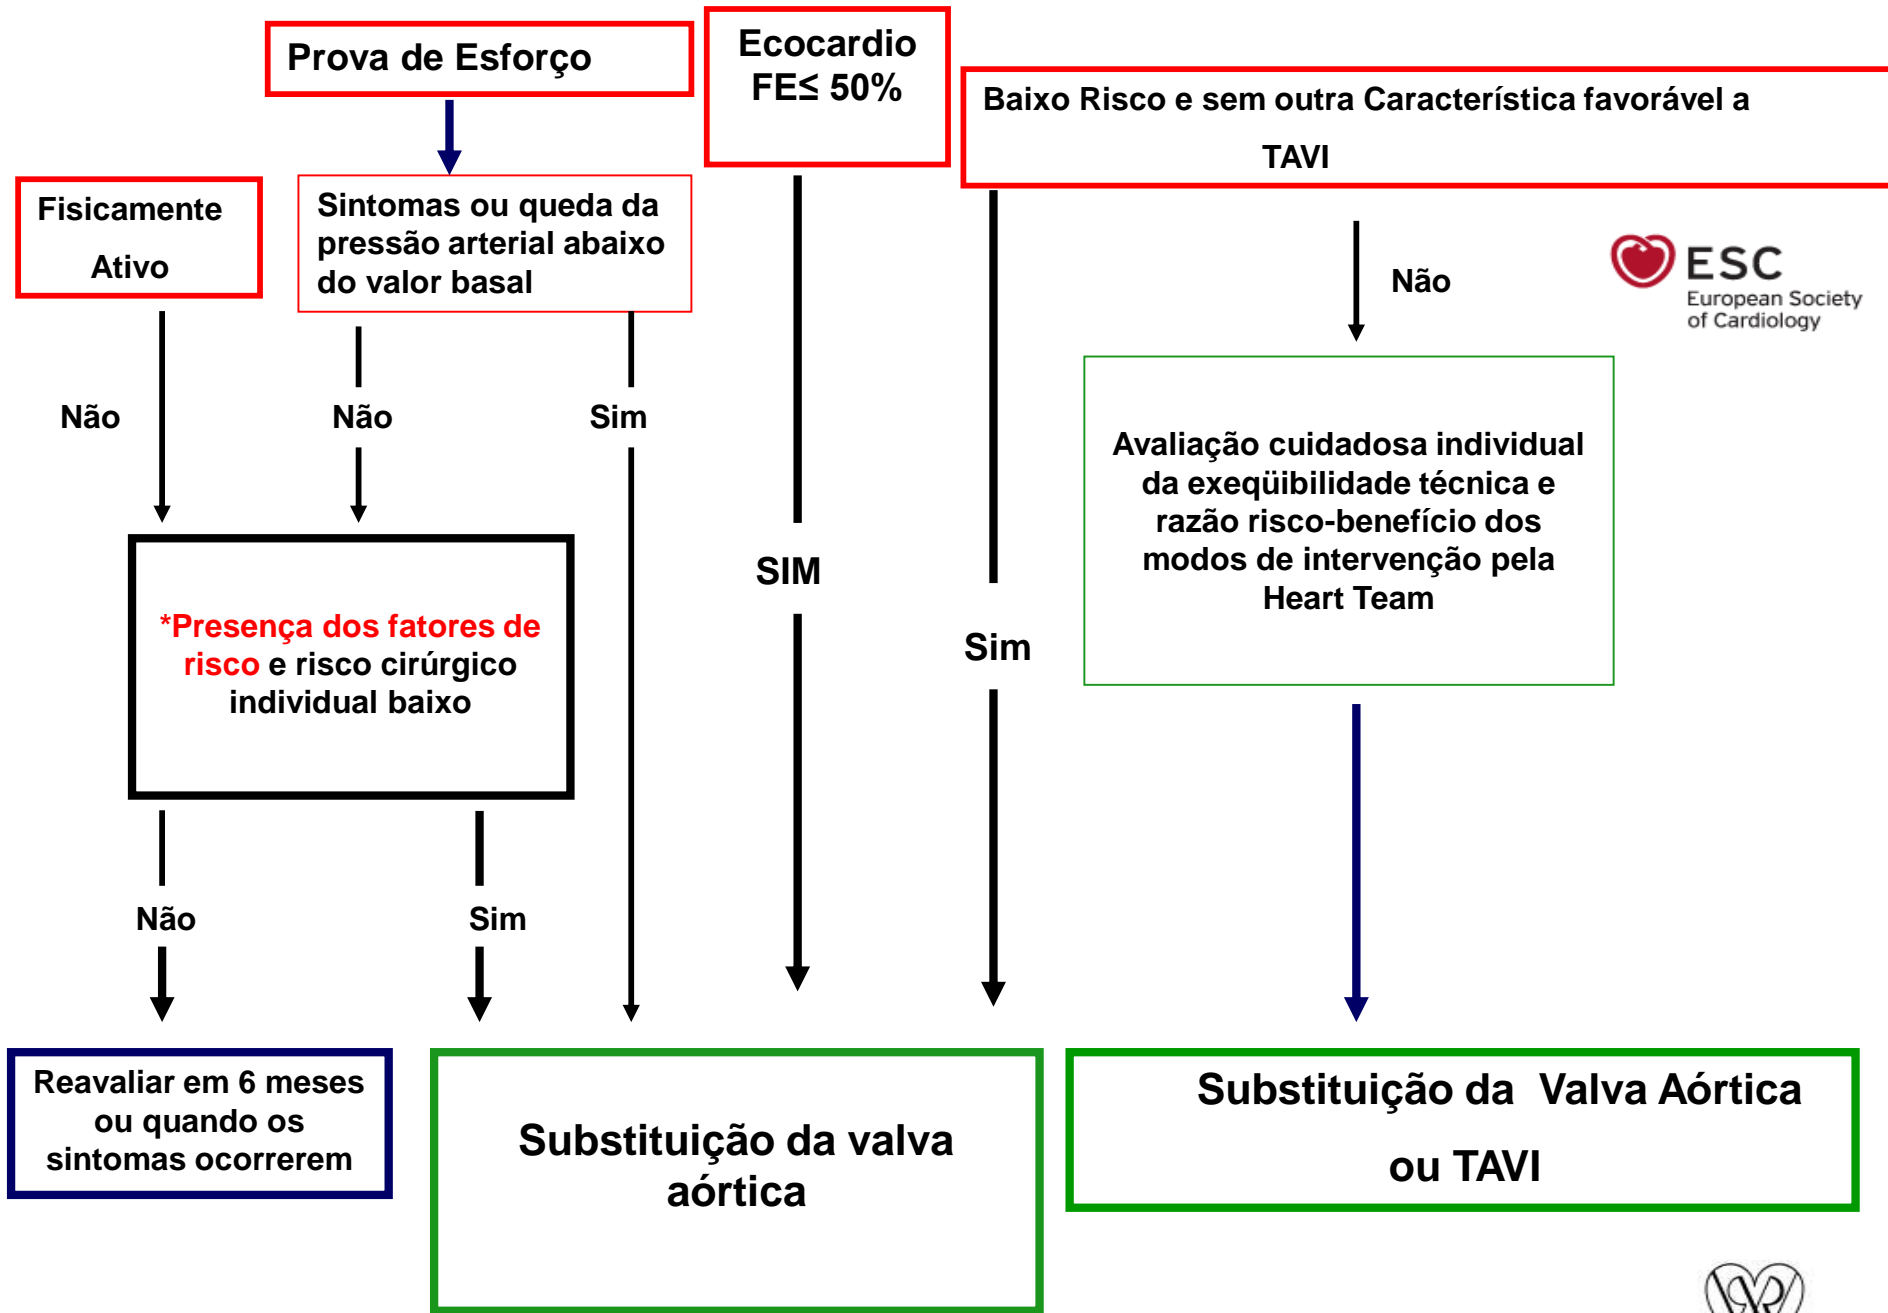 Prova de Esforço
Ecocardio
FE≤ 50%
Baixo Risco e sem outra Característica favorável a
TAVI
Fisicamente
Ativo
Sintomas ou queda da
pressão arterial abaixo
do valor basal
Não
ESC
European Society
of Cardiology
Não
Não
Sim
Avaliação cuidadosa individual
da exeqüibilidade técnica e
razão risco-benefício dos
modos de intervenção pela
Heart Team
SIM
Sim
*Presença dos fatores de
risco e risco cirúrgico
individual baixo
Não
Sim
Reavaliar em 6 meses
ou quando os
sintomas ocorrerem
Substituição da valva
aórtica
Substituição da Valva Aórtica
ou TAVI